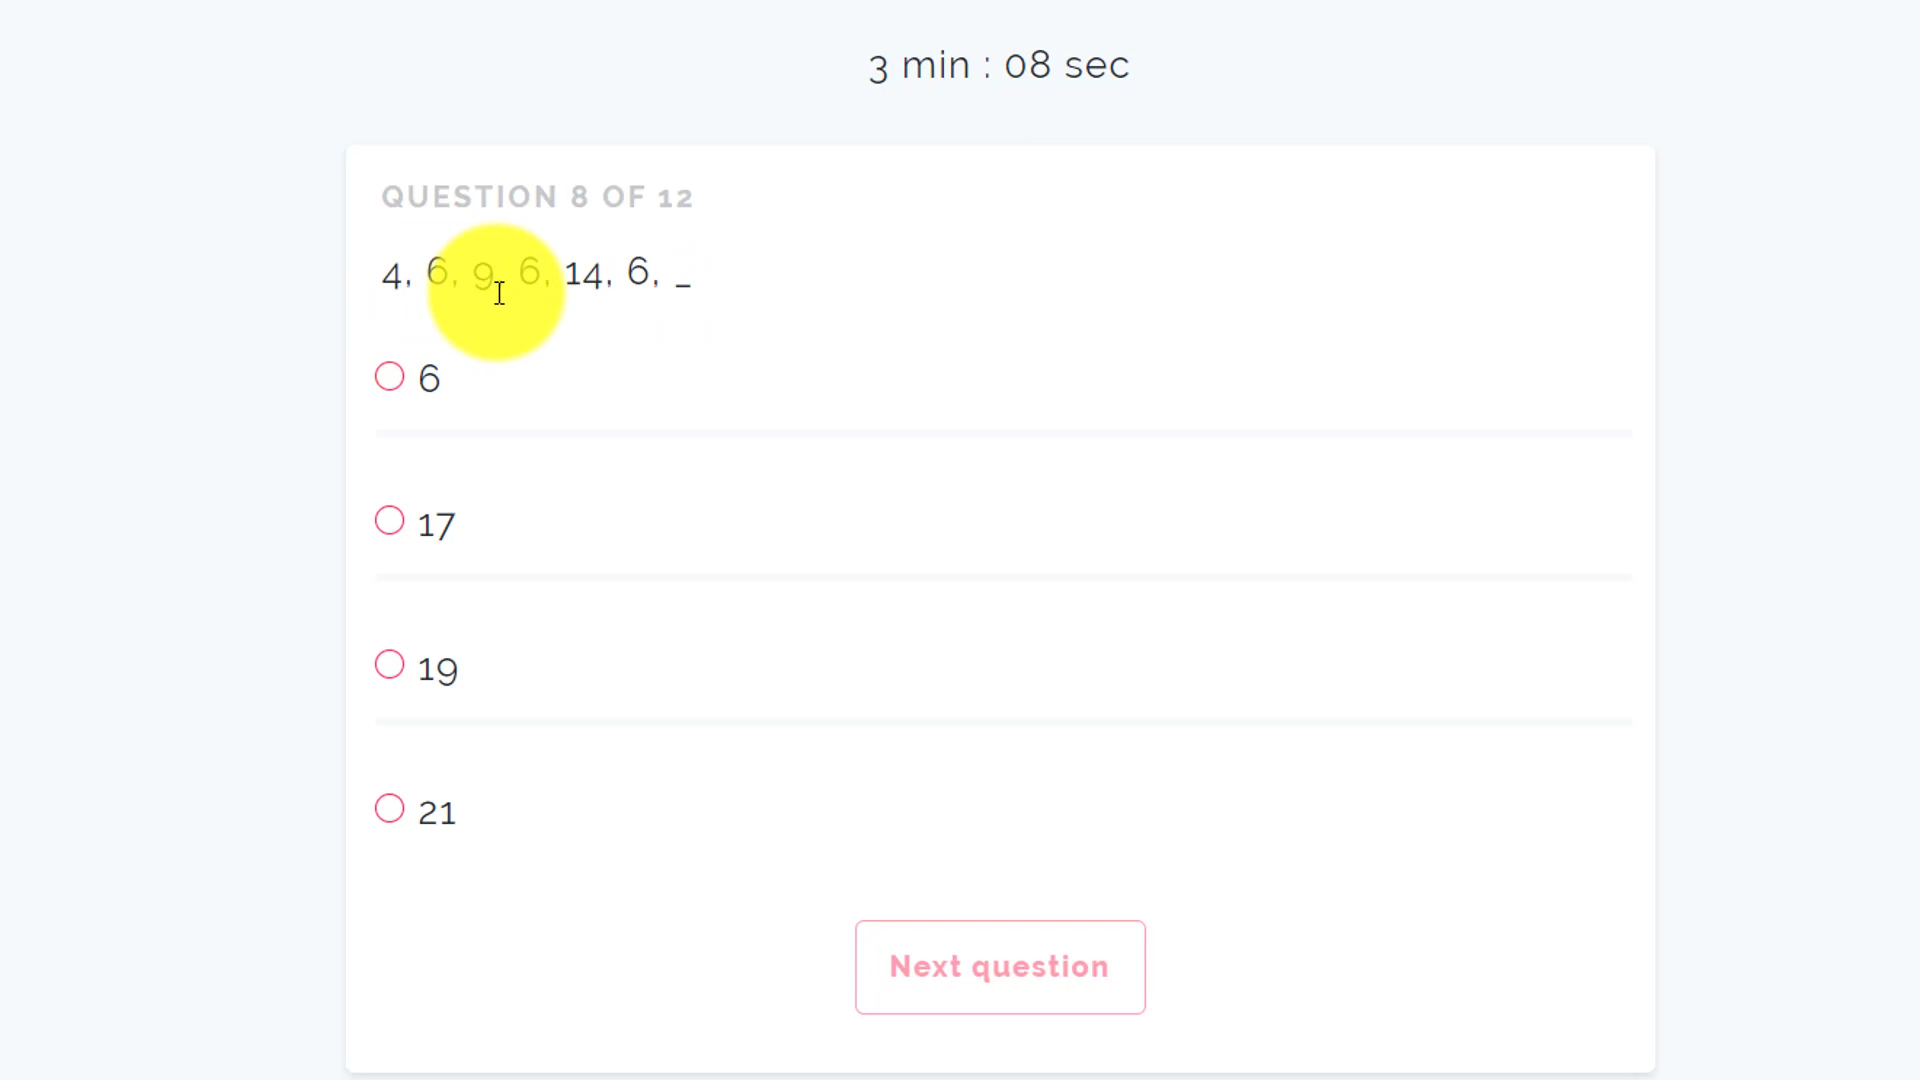 3 min : 08 sec
QUESTION 8 OF 12
4, 6, 9, 6, 14, 6, _
6
17
19
21
Next question